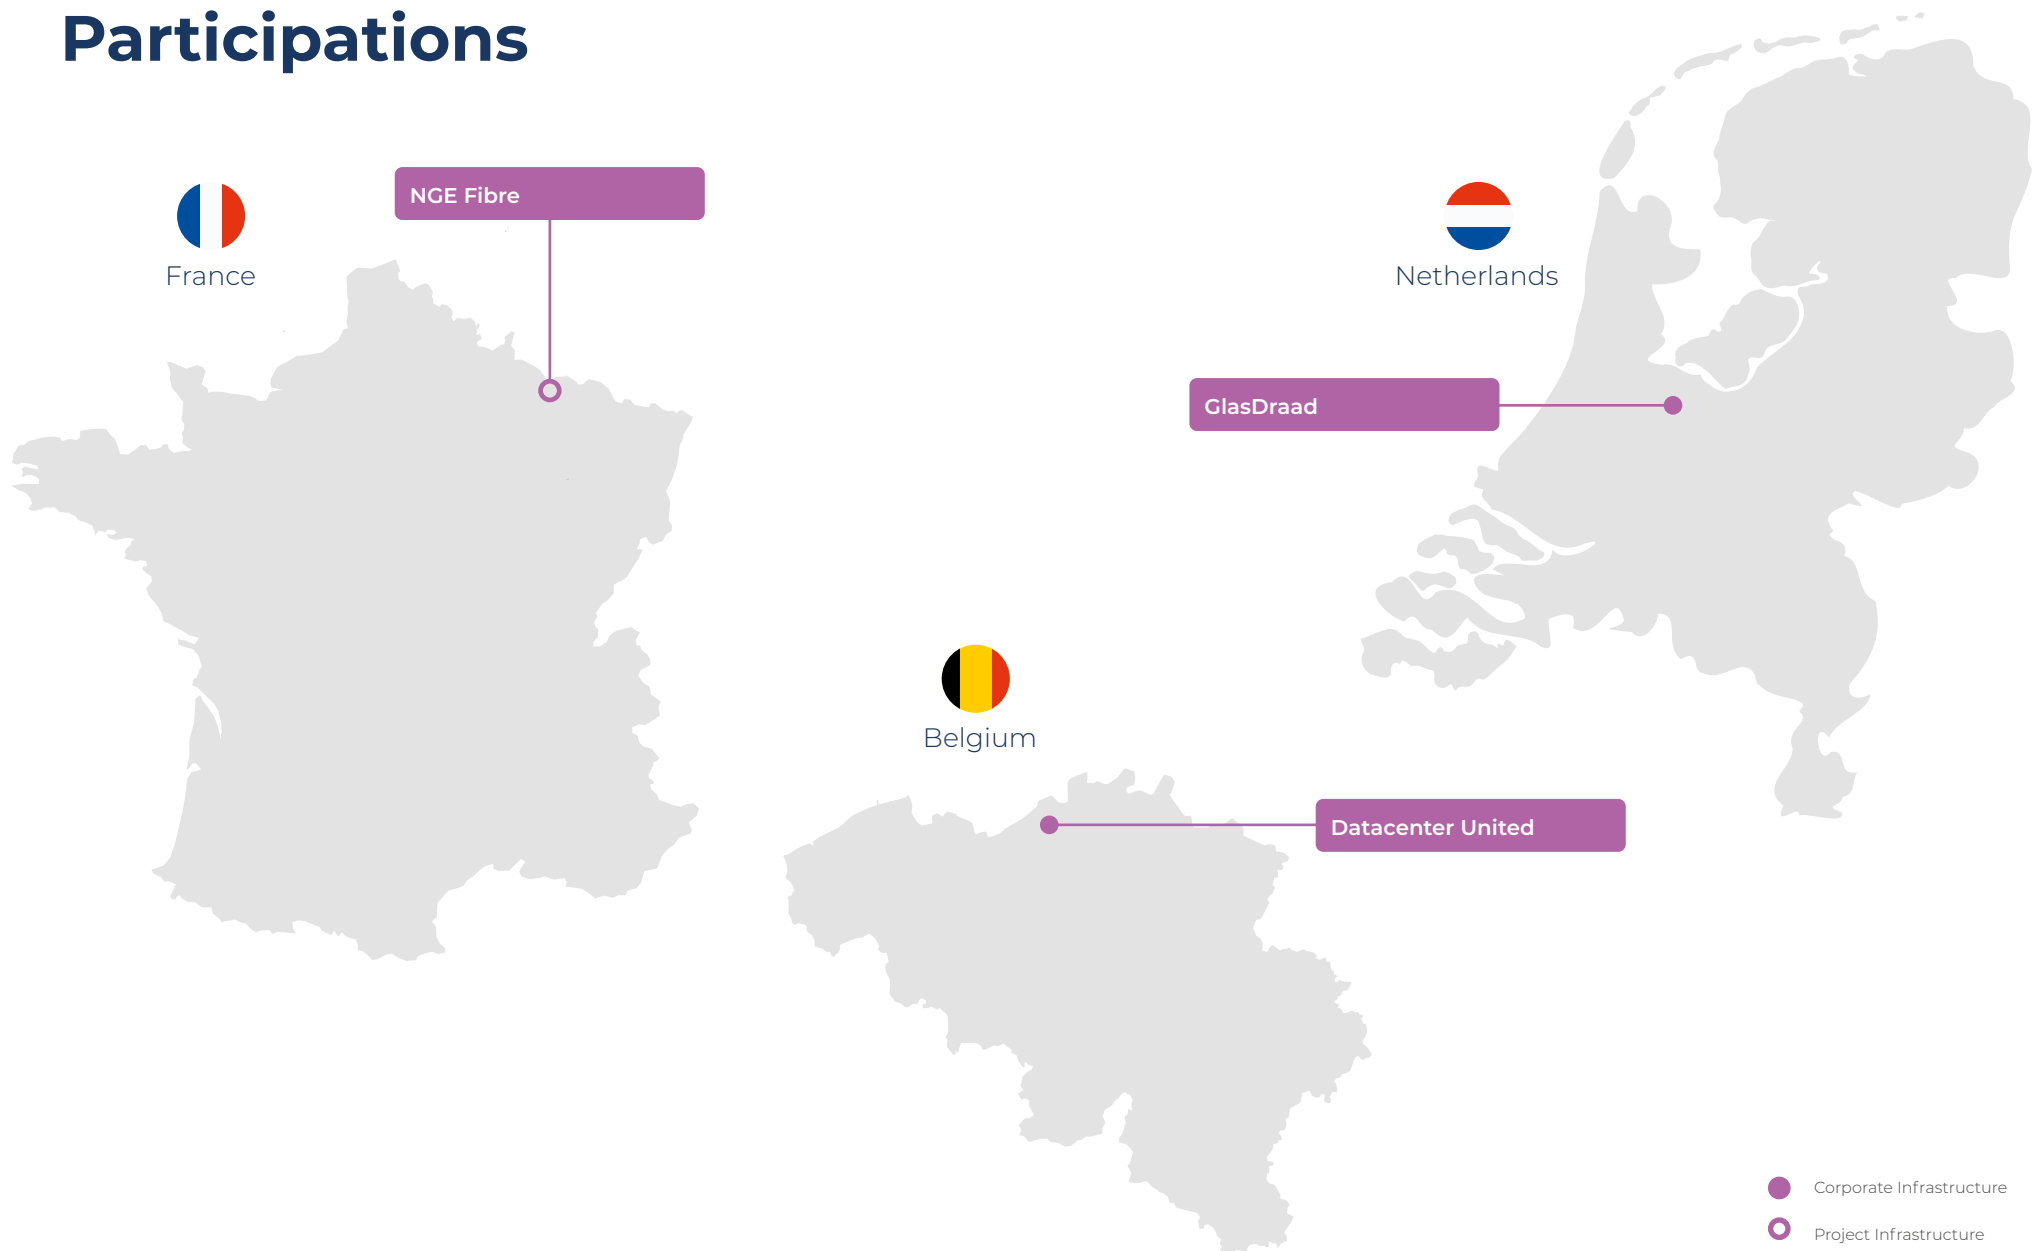 Participations
NGE Fibre
France
Netherlands
GlasDraad
Belgium
Datacenter United
Corporate Infrastructure
Project Infrastructure